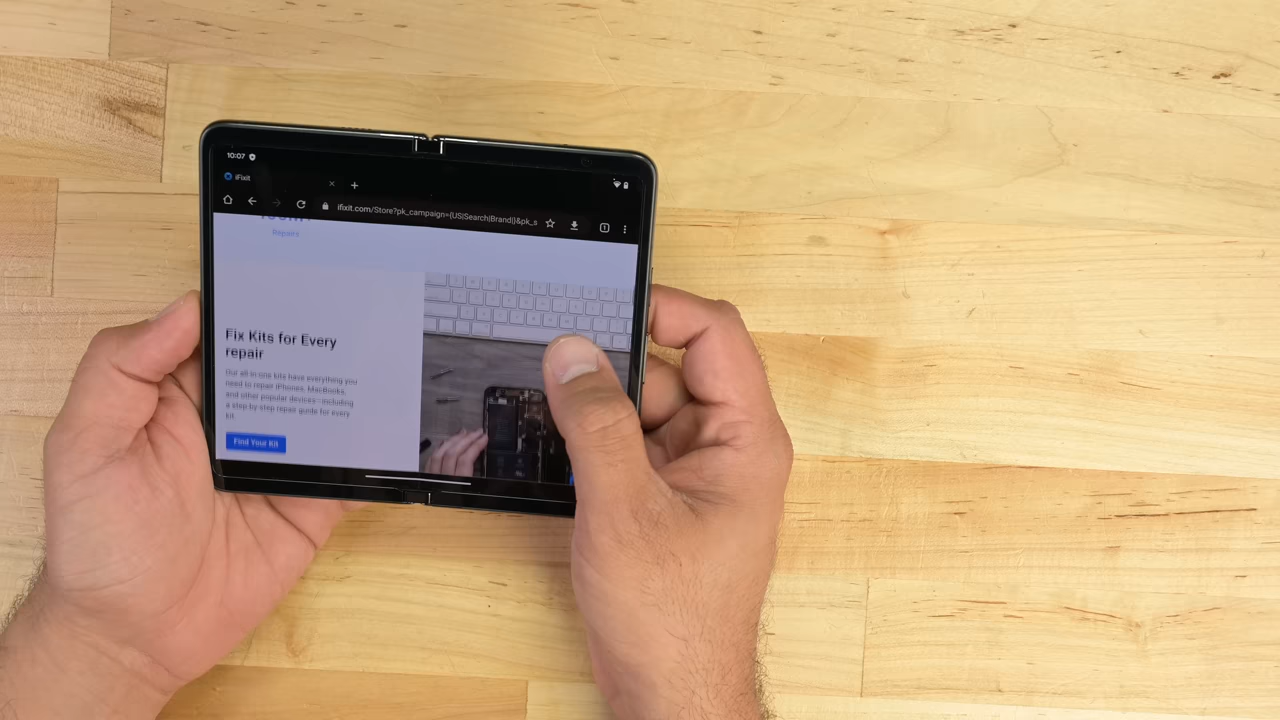 10:07
iFixit
ifixit.com/Store?pk_campaign={US|Search|Brand|}&pk_s
Repairs
Fix Kits for Every
repair
Our all in one kits have everything you
need to repair iPhones, MacBooks,
and other popular devices—including
a step by step repair guide for every
kit.
Find Your Kit